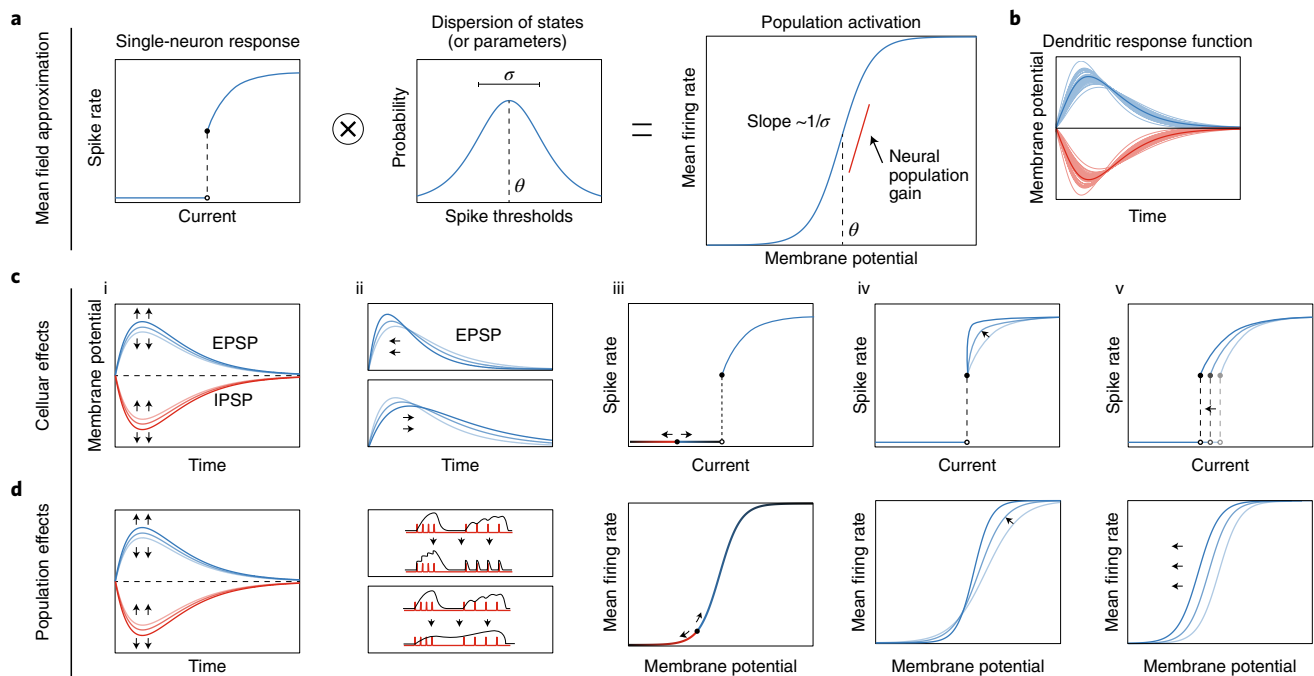 a
Mean field approximation
Single-neuron response
Spike rate
Current
⊗
Dispersion of states
(or parameters)
Probability
σ
θ
Spike thresholds
=
Population activation
Mean firing rate
Slope ~1/σ
Neural
population
gain
θ
Membrane potential
b
Dendritic response function
Membrane potential
Time
c
Celluar effects
i
Membrane potential
EPSP
IPSP
Time
ii
EPSP
Time
iii
Spike rate
Current
iv
Spike rate
Current
v
Spike rate
Current
d
Population effects
Time
Mean firing rate
Membrane potential
Mean firing rate
Membrane potential
Mean firing rate
Membrane potential